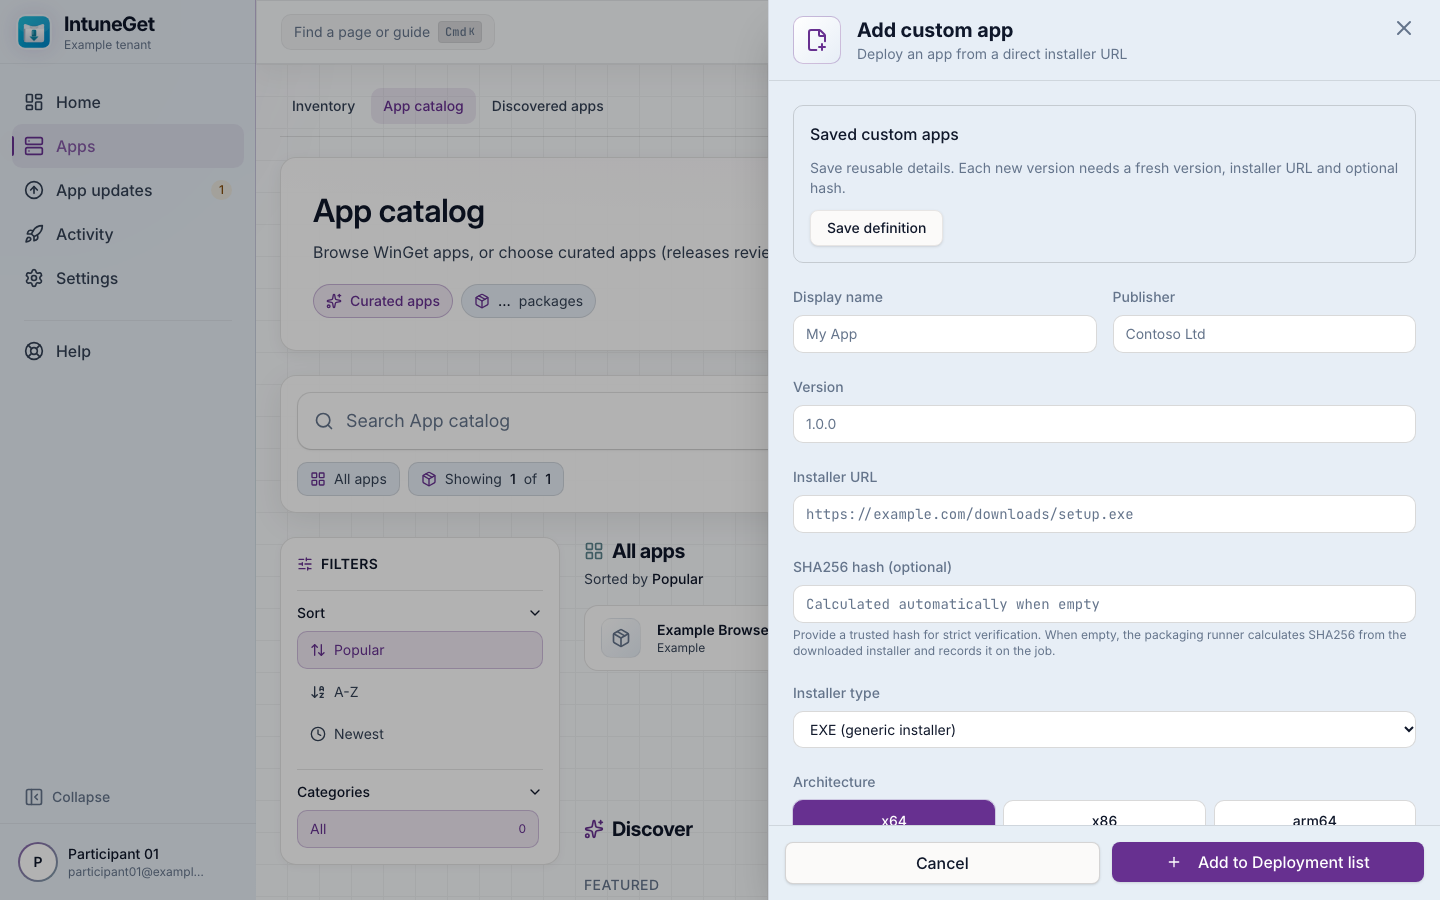 IntuneGet
Example tenant
Home
Apps
App updates
1
Activity
Settings
Help
Collapse
P
Participant 01
participant01@exampl...
Find a page or guide
Cmd K
Inventory
App catalog
Discovered apps
App catalog
Browse WinGet apps, or choose curated apps (releases revie
Curated apps
... packages
Search App catalog
All apps
Showing 1 of 1
FILTERS
Sort
Popular
A-Z
Newest
Categories
All
0
All apps
Sorted by Popular
Example Browse
Example
Discover
FEATURED
Add custom app
Deploy an app from a direct installer URL
Saved custom apps
Save reusable details. Each new version needs a fresh version, installer URL and optional
hash.
Save definition
Display name
My App
Publisher
Contoso Ltd
Version
1.0.0
Installer URL
https://example.com/downloads/setup.exe
SHA256 hash (optional)
Calculated automatically when empty
Provide a trusted hash for strict verification. When empty, the packaging runner calculates SHA256 from the
downloaded installer and records it on the job.
Installer type
EXE (generic installer)
Architecture
x64
x86
arm64
Cancel
Add to Deployment list